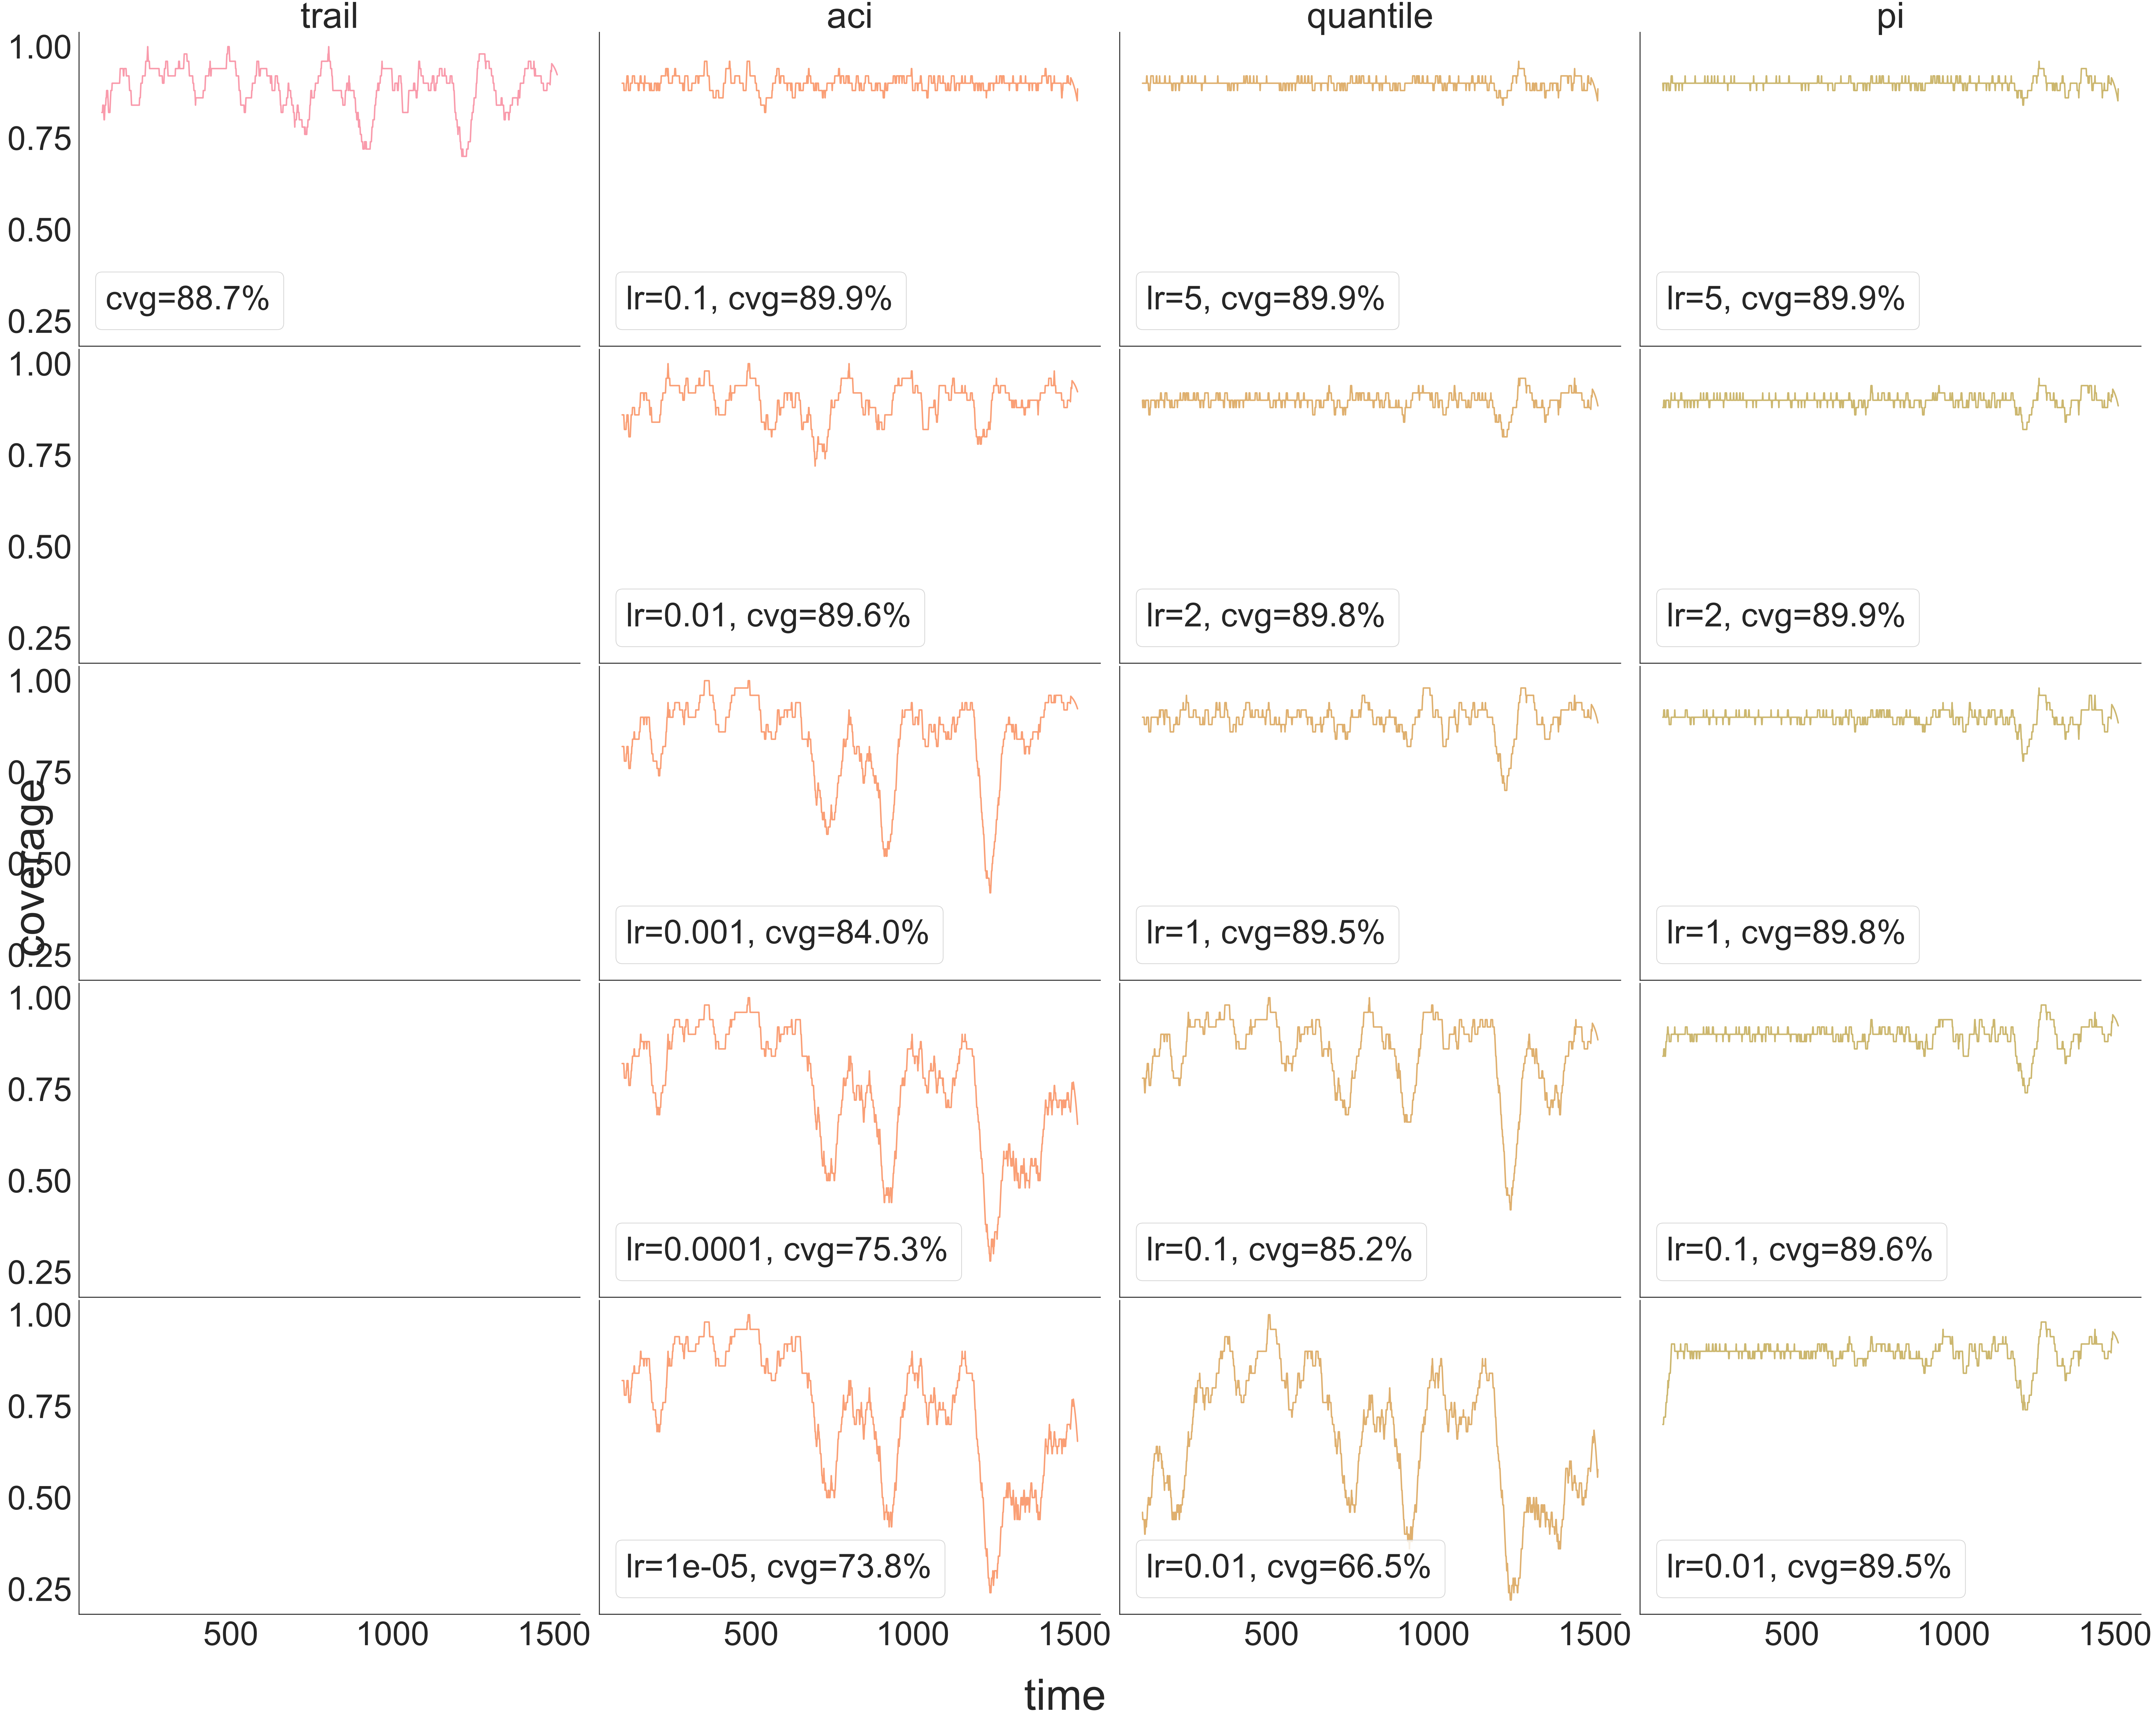 trail aci quantile pi
1.00
0.75
0.50
0.25
cvg=88.7%
lr=0.1, cvg=89.9%
lr=5, cvg=89.9%
lr=5, cvg=89.9%
1.00
0.75
0.50
0.25
lr=0.01, cvg=89.6%
lr=2, cvg=89.8%
lr=2, cvg=89.9%
coverage
1.00
0.75
0.50
0.25
lr=0.001, cvg=84.0%
lr=1, cvg=89.5%
lr=1, cvg=89.8%
1.00
0.75
0.50
0.25
lr=0.0001, cvg=75.3%
lr=0.1, cvg=85.2%
lr=0.1, cvg=89.6%
1.00
0.75
0.50
0.25
lr=1e-05, cvg=73.8%
lr=0.01, cvg=66.5%
lr=0.01, cvg=89.5%
500 1000 1500 500 1000 1500 500 1000 1500 500 1000 1500
time